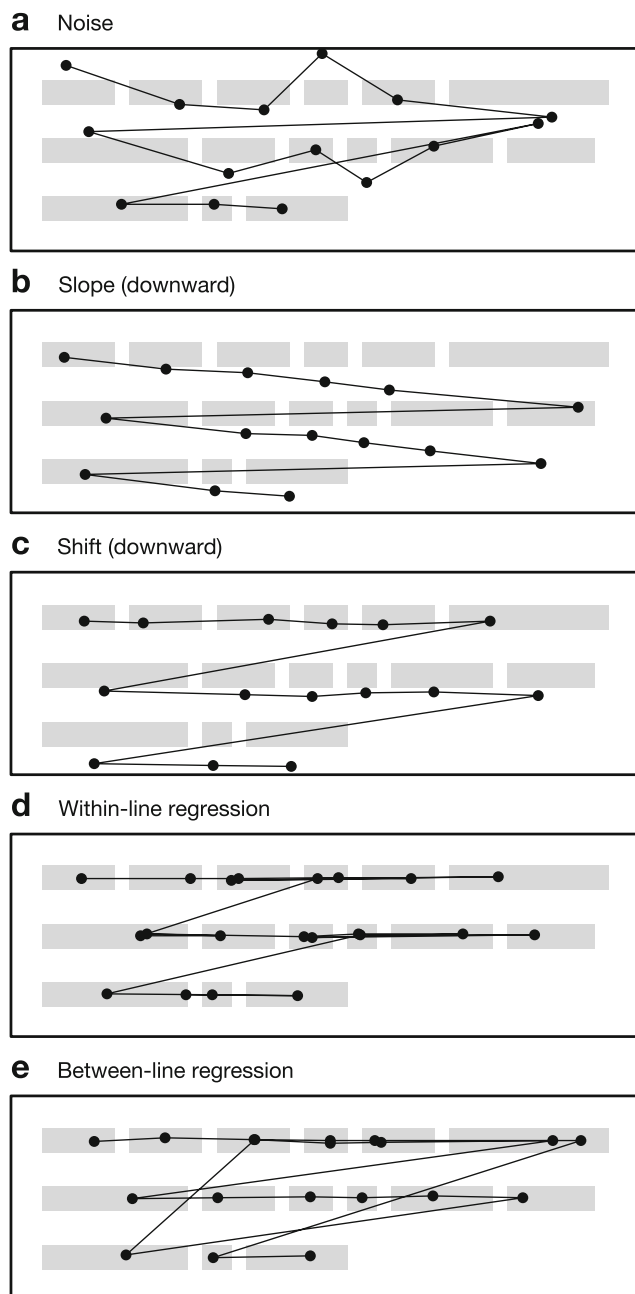 a Noise
b Slope (downward)
c Shift (downward)
d Within-line regression
e Between-line regression